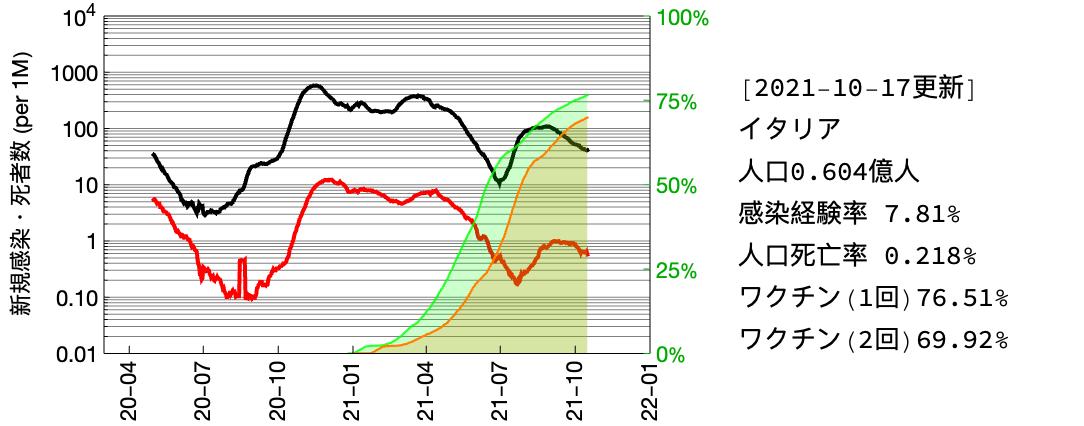 新規感染・死者数 (per 1M)
10^4
1000
100
10
1
0.10
0.01
100%
75%
50%
25%
0%
20-04
20-07
20-10
21-01
21-04
21-07
21-10
22-01
[2021-10-17更新]
イタリア
人口0.604億人
感染経験率 7.81%
人口死亡率 0.218%
ワクチン(1回)76.51%
ワクチン(2回)69.92%